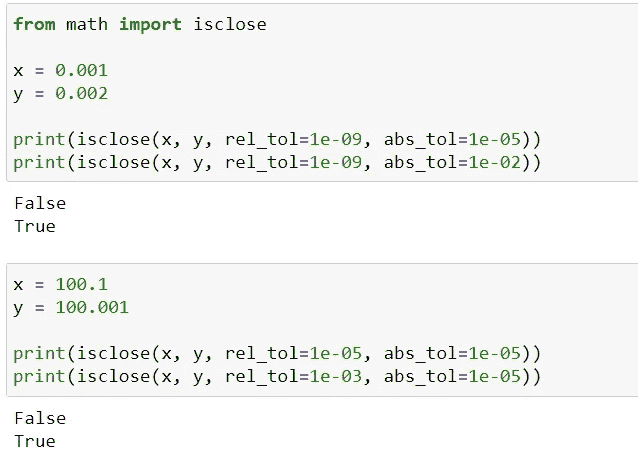 from math import isclose
x = 0.001
y = 0.002
print(isclose(x, y, rel_tol=1e-09, abs_tol=1e-05))
print(isclose(x, y, rel_tol=1e-09, abs_tol=1e-02))
False
True
x = 100.1
y = 100.001
print(isclose(x, y, rel_tol=1e-05, abs_tol=1e-05))
print(isclose(x, y, rel_tol=1e-03, abs_tol=1e-05))
False
True